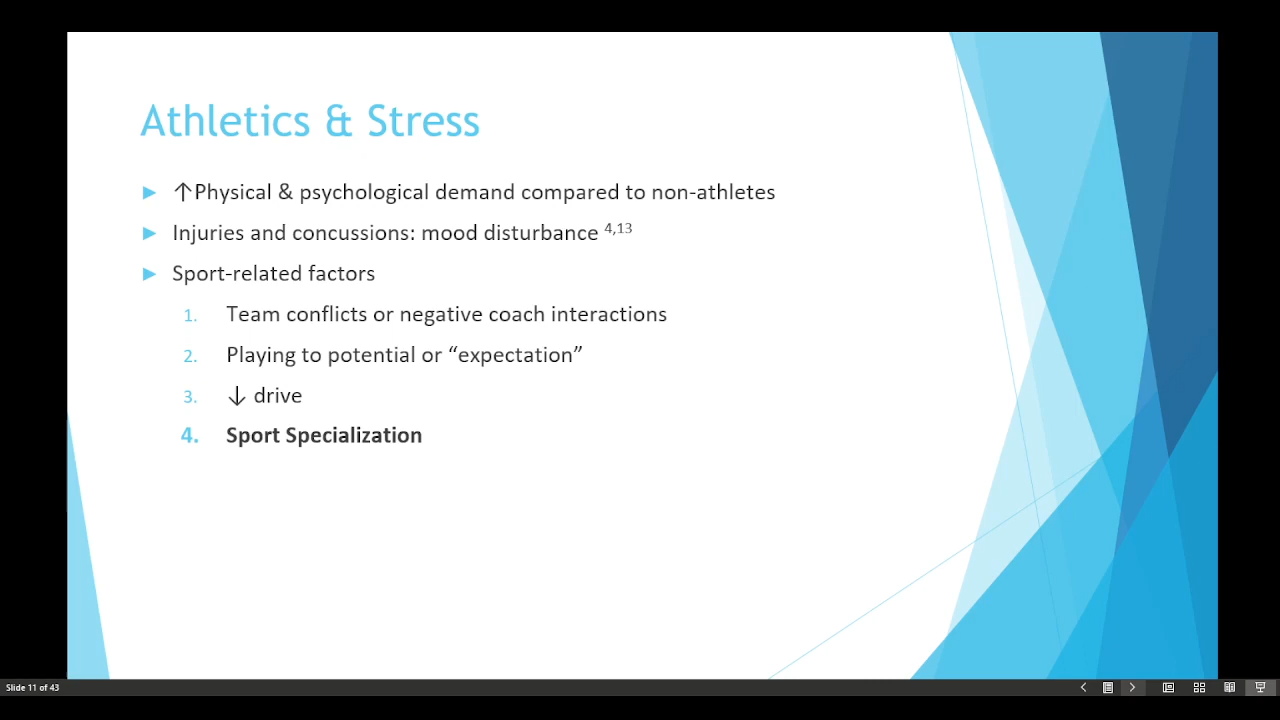 Athletics & Stress
► ↑Physical & psychological demand compared to non-athletes
► Injuries and concussions: mood disturbance 4,13
► Sport-related factors
1. Team conflicts or negative coach interactions
2. Playing to potential or “expectation”
3. ↓ drive
4. Sport Specialization
Slide 11 of 43